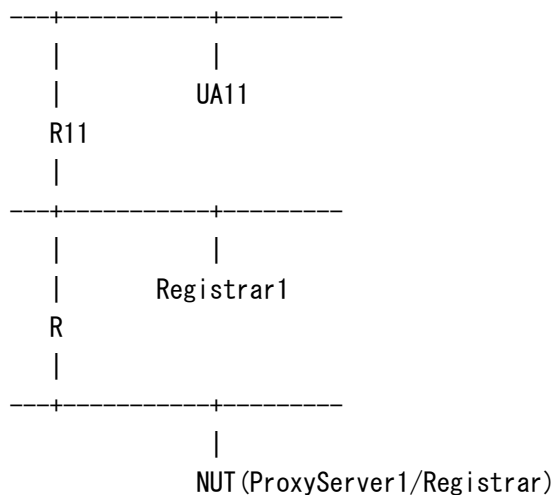 UA11
R11
Registrar1
R
NUT(ProxyServer1/Registrar)